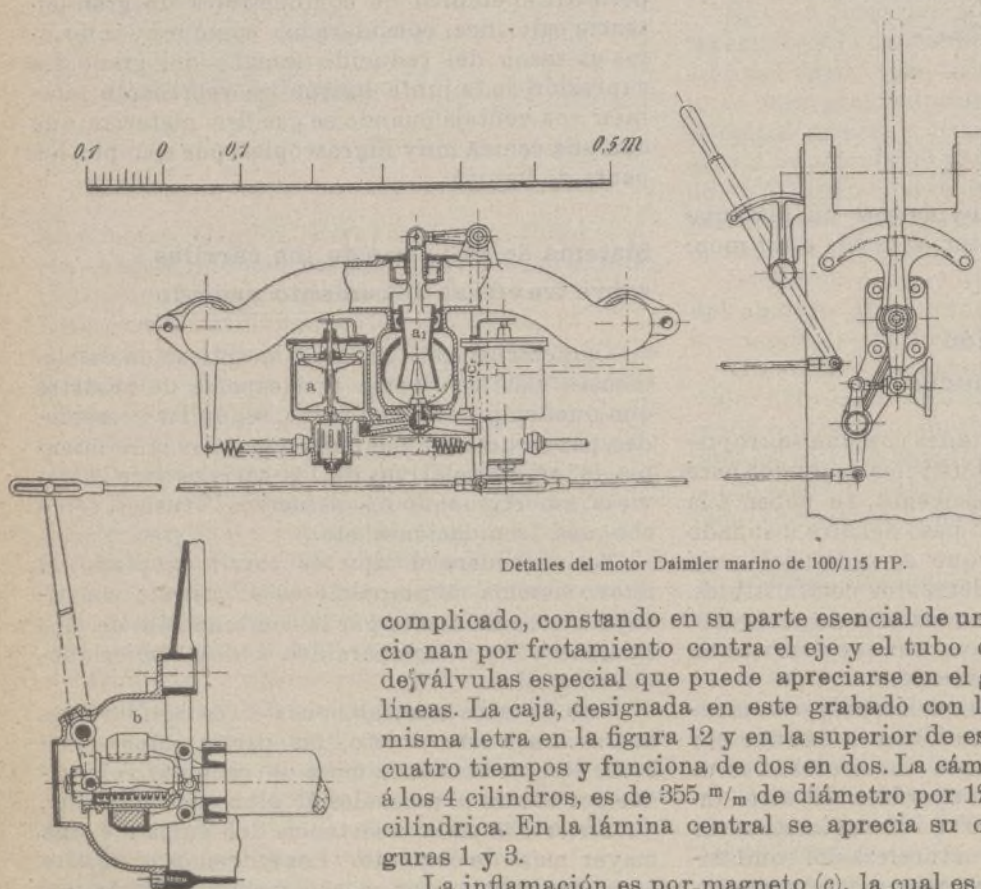 0,1 0 0,1 0,5 m
a
a₁
Detalles del motor Daimler marino de 100/115 HP.
b
complicado, constando en su parte esencial de un
cio nan por frotamiento contra el eje y el tubo
de válvulas especial que puede apreciarse en el
líneas. La caja, designada en este grabado con
misma letra en la figura 12 y en la superior de
cuatro tiempos y funciona de dos en dos. La
álos 4 cilindros, es de 355 ᵐ/ₘ de diámetro por
cilíndrica. En la lámina central se aprecia su
guras 1 y 3.
La inflamación es por magneto (c), la cual es